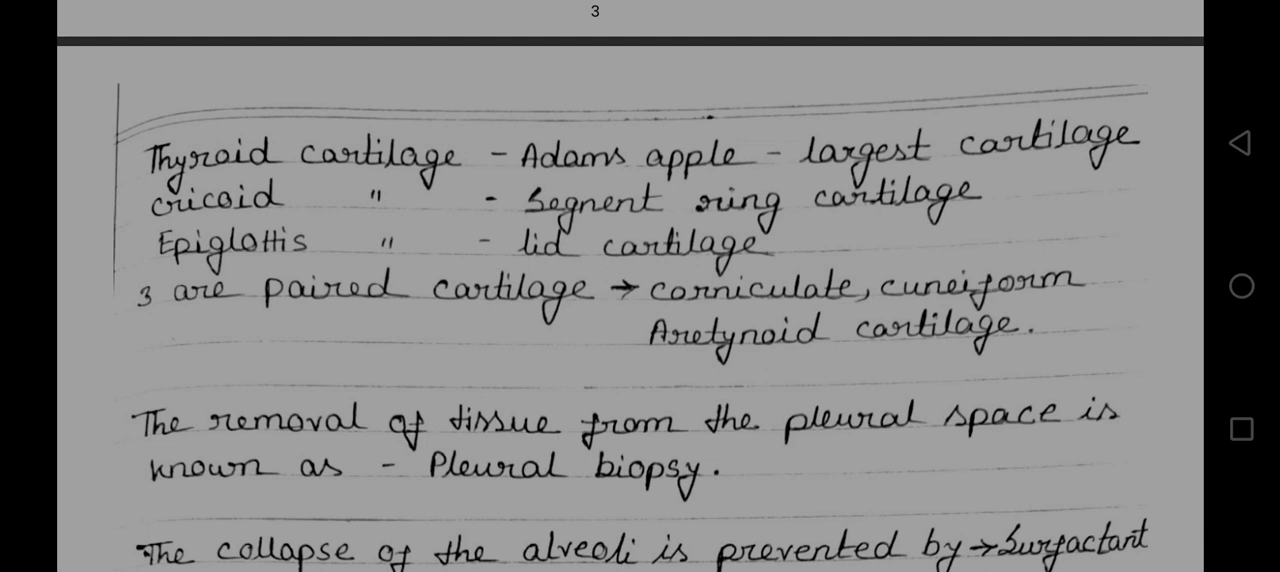 3
Thyroid cartilage - Adams apple - largest cartilage
cricoid " - Segnent ring cartilage
Epiglottis " - lid cartilage
3 are paired cartilage → corniculate, cuneiform
Aretynoid cartilage.
The removal of tissue from the pleural space is
known as - Pleural biopsy.
The collapse of the alveoli is prevented by → Surfactant